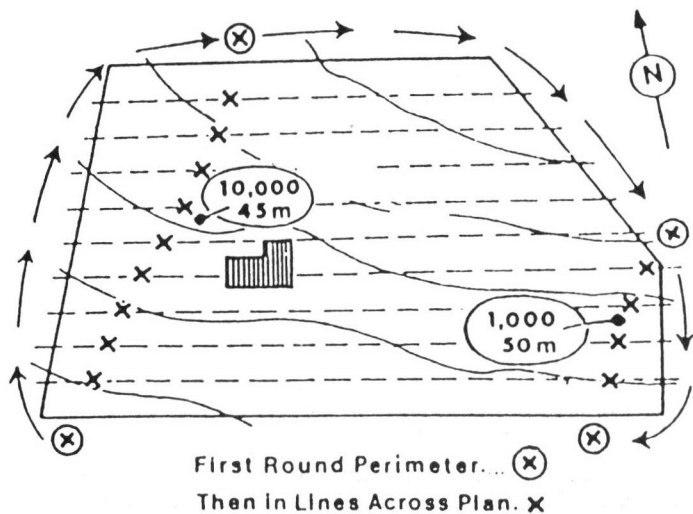 N
10,000
45m
1,000
50m
First Round Perimeter....
Then in Lines Across Plan.